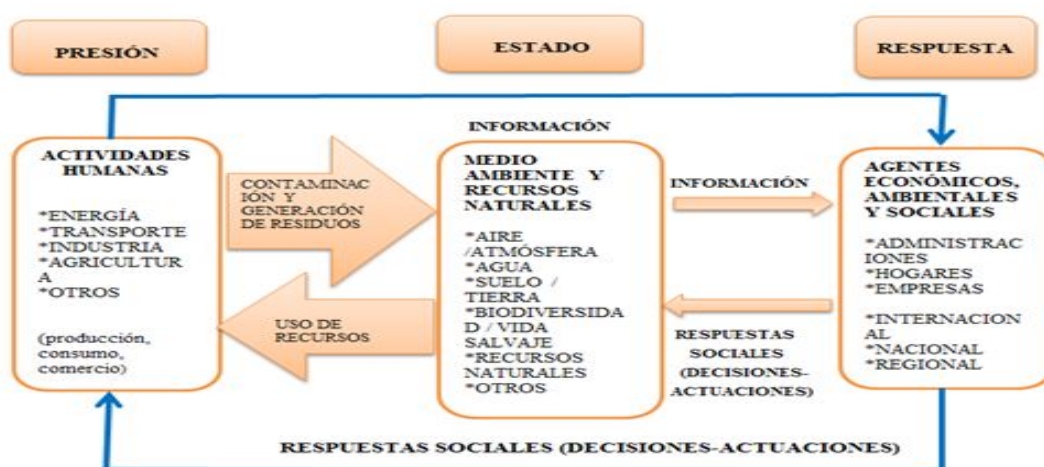 PRESIÓN
ESTADO
RESPUESTA
INFORMACIÓN
ACTIVIDADES
HUMANAS
*ENERGÍA
*TRANSPORTE
*INDUSTRIA
*AGRICULTUR
A
*OTROS
(producción,
consumo,
comercio)
CONTAMINAC
IÓN Y
GENERACIÓN
DE RESIDUOS
USO DE
RECURSOS
MEDIO
AMBIENTE Y
RECURSOS
NATURALES
*AIRE
/ATMÓSFERA
*AGUA
*SUELO /
TIERRA
*BIODIVERSIDA
D / VIDA
SALVAJE
*RECURSOS
NATURALES
*OTROS
INFORMACIÓN
RESPUESTAS
SOCIALES
(DECISIONES-
ACTUACIONES)
AGENTES
ECONÓMICOS,
AMBIENTALES
Y SOCIALES
*ADMINISTRAC
IONES
*HOGARES
*EMPRESAS
*INTERNACION
AL
*NACIONAL
*REGIONAL
RESPUESTAS SOCIALES (DECISIONES-ACTUACIONES)